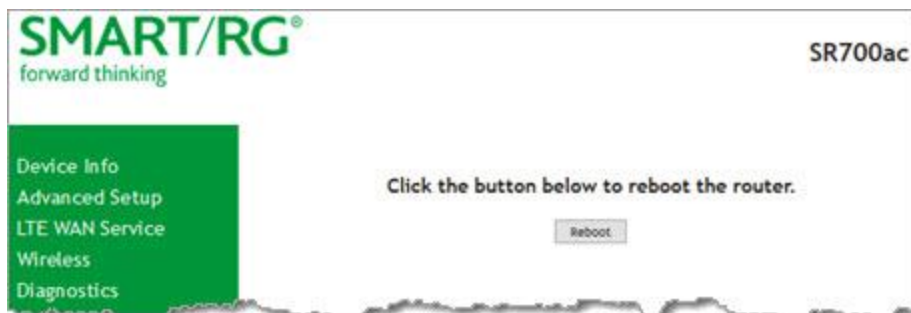 SMART/RG®
forward thinking
SR700ac
Device Info
Advanced Setup
LTE WAN Service
Wireless
Diagnostics
Click the button below to reboot the router.
Reboot